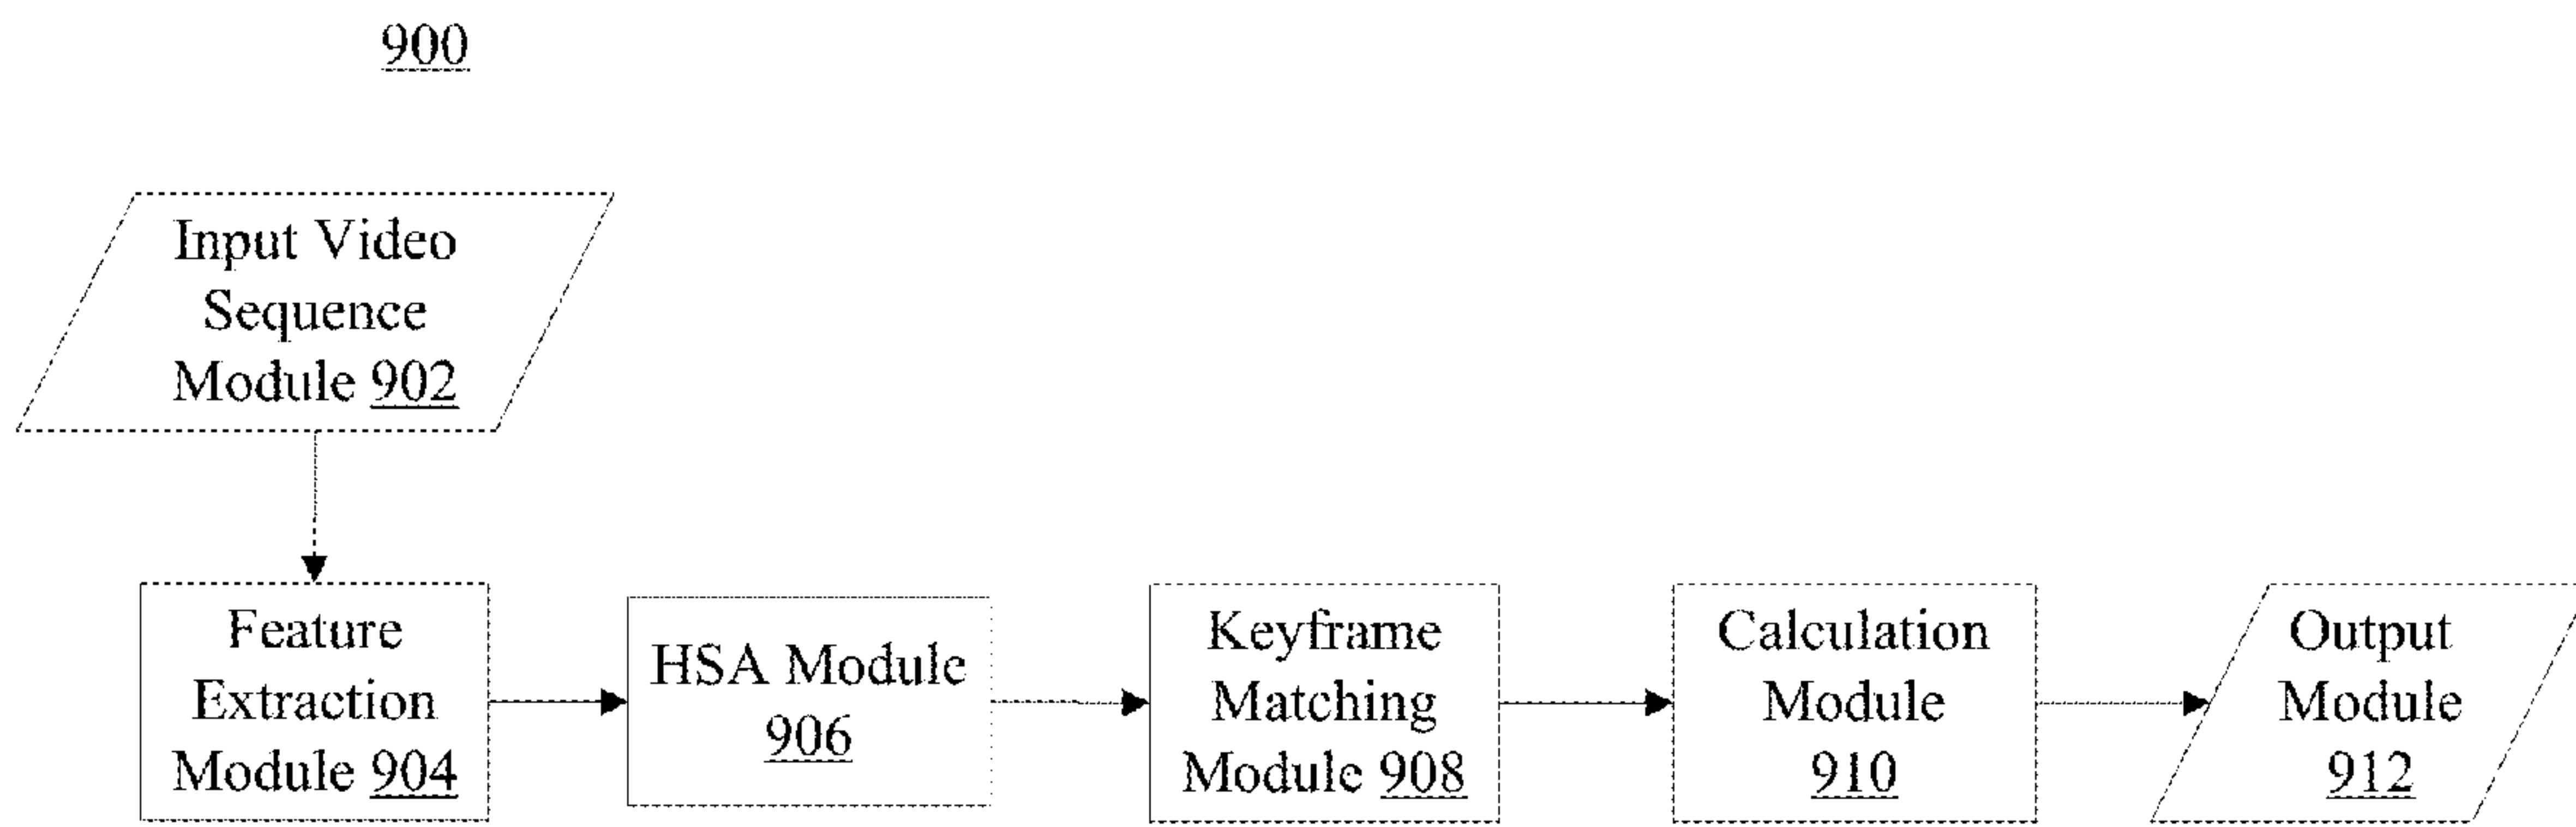 900
Input Video
Sequence
Module 902
Feature
Extraction
Module 904
HSA Module
906
Keyframe
Matching
Module 908
Calculation
Module
910
Output
Module
912